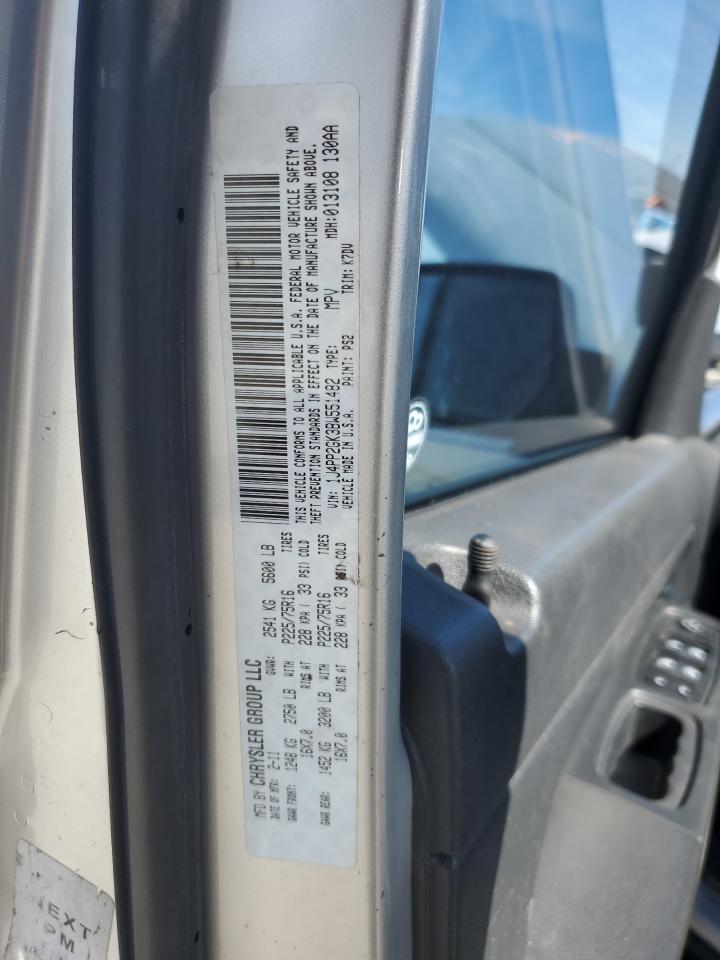 MFD BY CHRYSLER GROUP LLC
DATE OF MFR: 2-11 GVWR: 2541 KG 5600 LB
GAWR FRONT: 1248 KG 2750 LB WITH P225/75R16 TIRES
16X7.0 RIMS AT 228 KPA ( 33 PSI) COLD
GAWR REAR: 1452 KG 3200 LB WITH P225/75R16 TIRES
16X7.0 RIMS AT 228 KPA ( 33 PSI) COLD
THIS VEHICLE CONFORMS TO ALL APPLICABLE U.S.A. FEDERAL MOTOR VEHICLE SAFETY AND
THEFT PREVENTION STANDARDS IN EFFECT ON THE DATE OF MANUFACTURE SHOWN ABOVE.
VIN: 1J4PP2GK3BW551482 TYPE: MPV MDH:013108 130AA
VEHICLE MADE IN U.S.A. PAINT: PS2 TRIM: K7DV
EXT